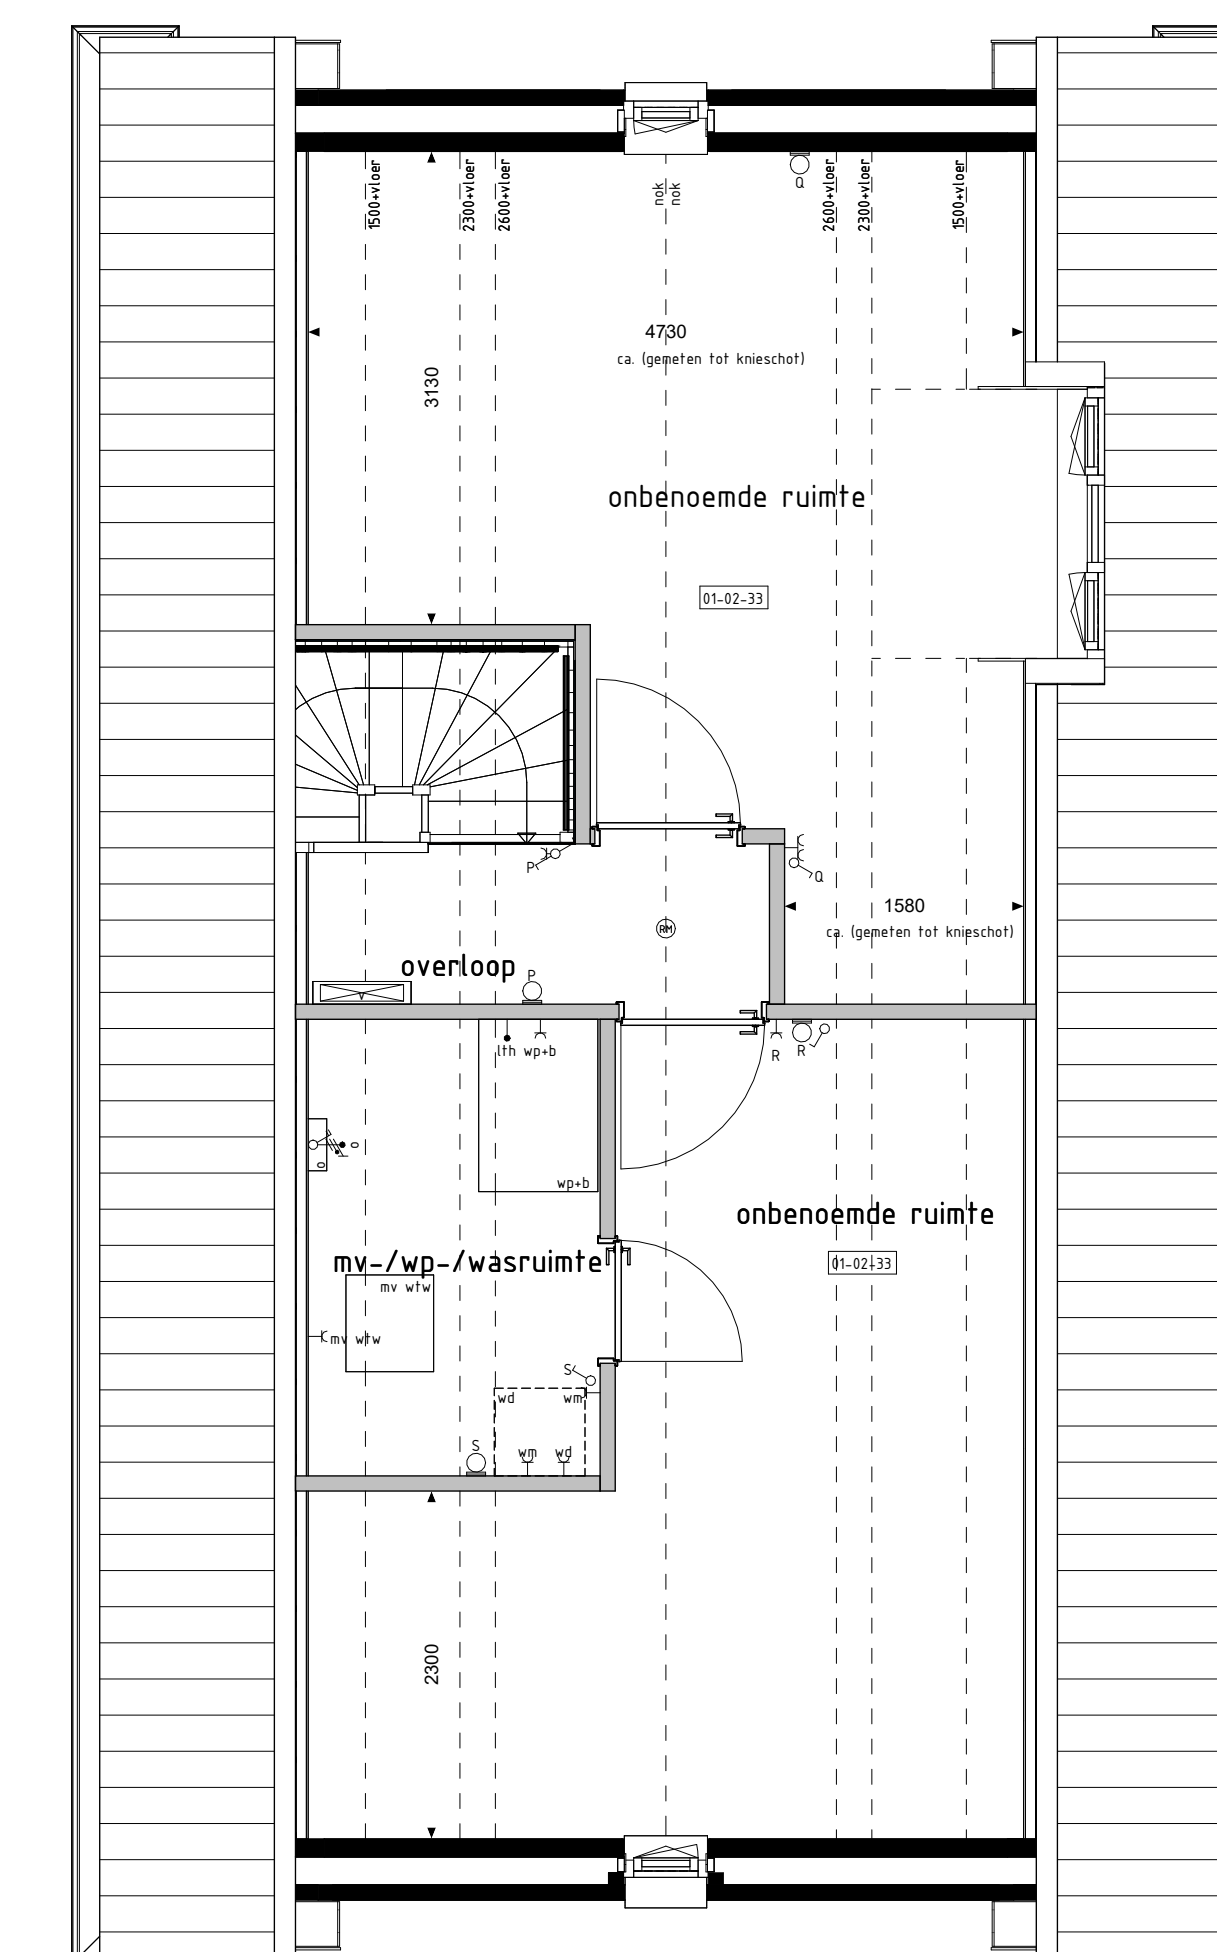 1500+vloer
2300+vloer
2600+vloer
nok
nok
Q
2600+vloer
2300+vloer
1500+vloer
4730
ca. (gemeten tot knieschot)
3130
onbenoemde ruimte
01-02-33
P
Q
1580
ca. (gemeten tot knieschot)
RM
overloop
P
V
lth wp+b
R
R
o
o
wp+b
onbenoemde ruimte
mv-/wp-/wasruimte
01-02-33
mv wtw
mv wtw
S
wd
wm
S
wm
wd
2300